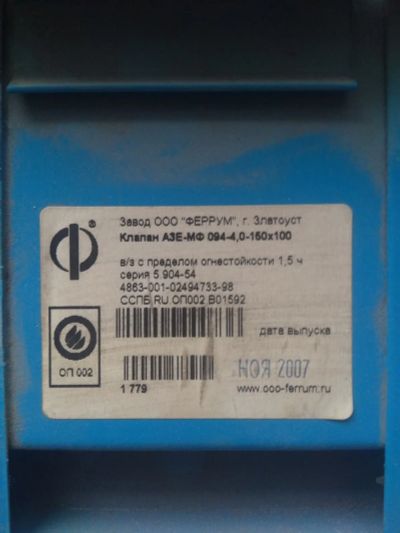 Завод ООО "ФЕРРУМ", г. Златоуст
Клапан АЗЕ-МФ 094-4,0-150х100
в/з с пределом огнестойкости 1,5 ч
серия 5.904-54
4863-001-02494733-98
ССПБ.RU.ОП002.В01592
дата выпуска
НОЯ 2007
ОП 002
1 779
www.ooo-ferrum.ru